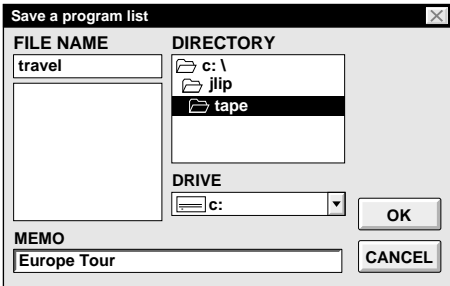 Save a program list
FILE NAME
travel
DIRECTORY
c: \
jlip
tape
DRIVE
c:
OK
MEMO
Europe Tour
CANCEL